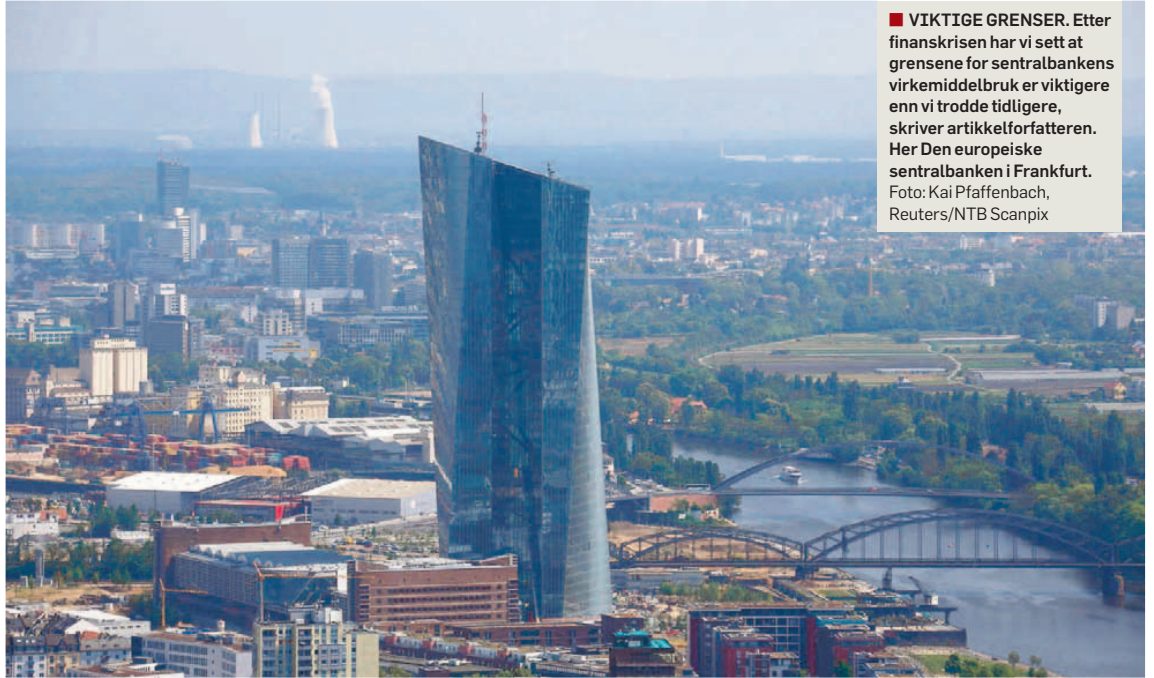 VIKTIGE GRENSER. Etter
finanskrisen har vi sett at
grensene for sentralbankens
virkemiddelbruk er viktigere
enn vi trodde tidligere,
skriver artikkelforfatteren.
Her Den europeiske
sentralbanken i Frankfurt.
Foto: Kai Pfaffenbach,
Reuters/NTB Scanpix